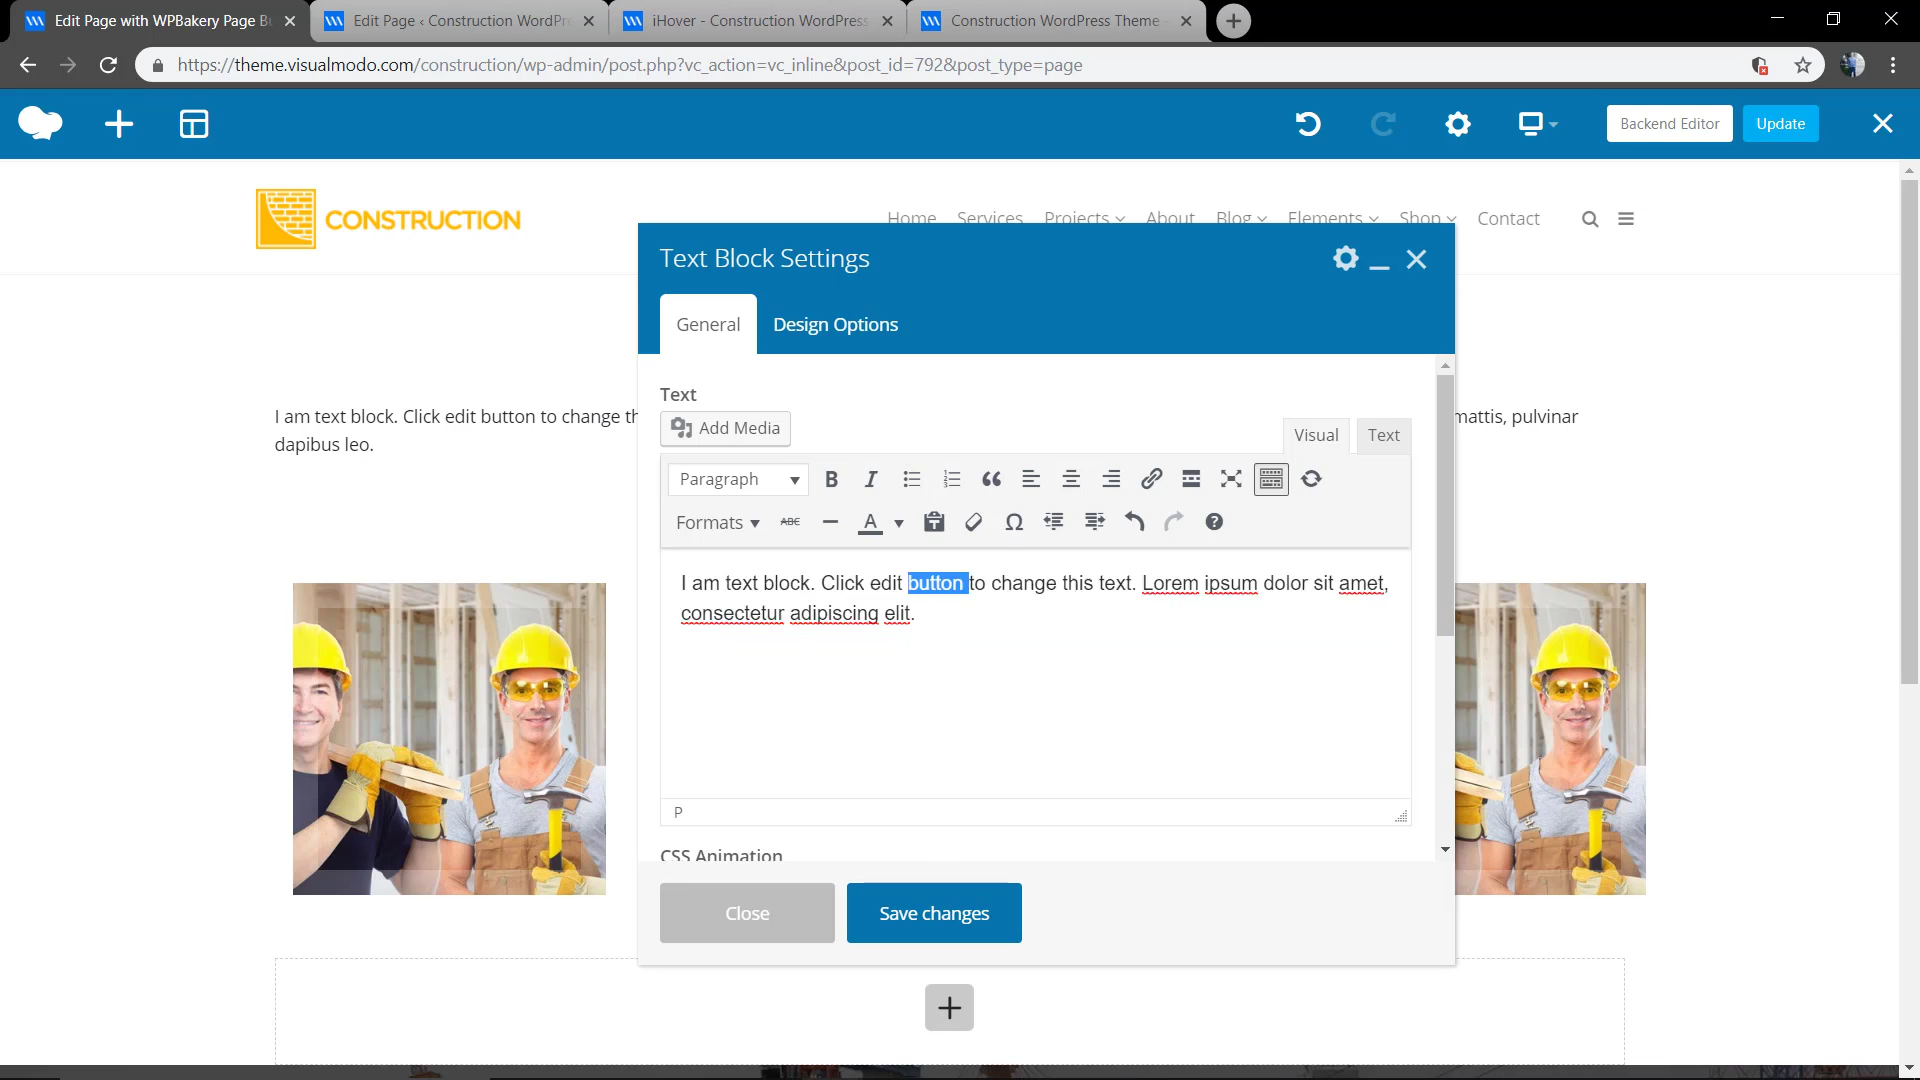 Edit Page with WPBakery Page Bu
Edit Page ‹ Construction WordPre
iHover - Construction WordPress
Construction WordPress Theme -
https://theme.visualmodo.com/construction/wp-admin/post.php?vc_action=vc_inline&post_id=792&post_type=page
Backend Editor
Update
CONSTRUCTION
Home Services Projects About Blog Elements Shop Contact
Text Block Settings
General
Design Options
I am text block. Click edit button to change th
mattis, pulvinar
dapibus leo.
Text
Add Media
Visual
Text
Paragraph
B I
Formats
ABC
A
Ω
I am text block. Click edit button to change this text. Lorem ipsum dolor sit amet,
consectetur adipiscing elit.
P
CSS Animation
Close
Save changes